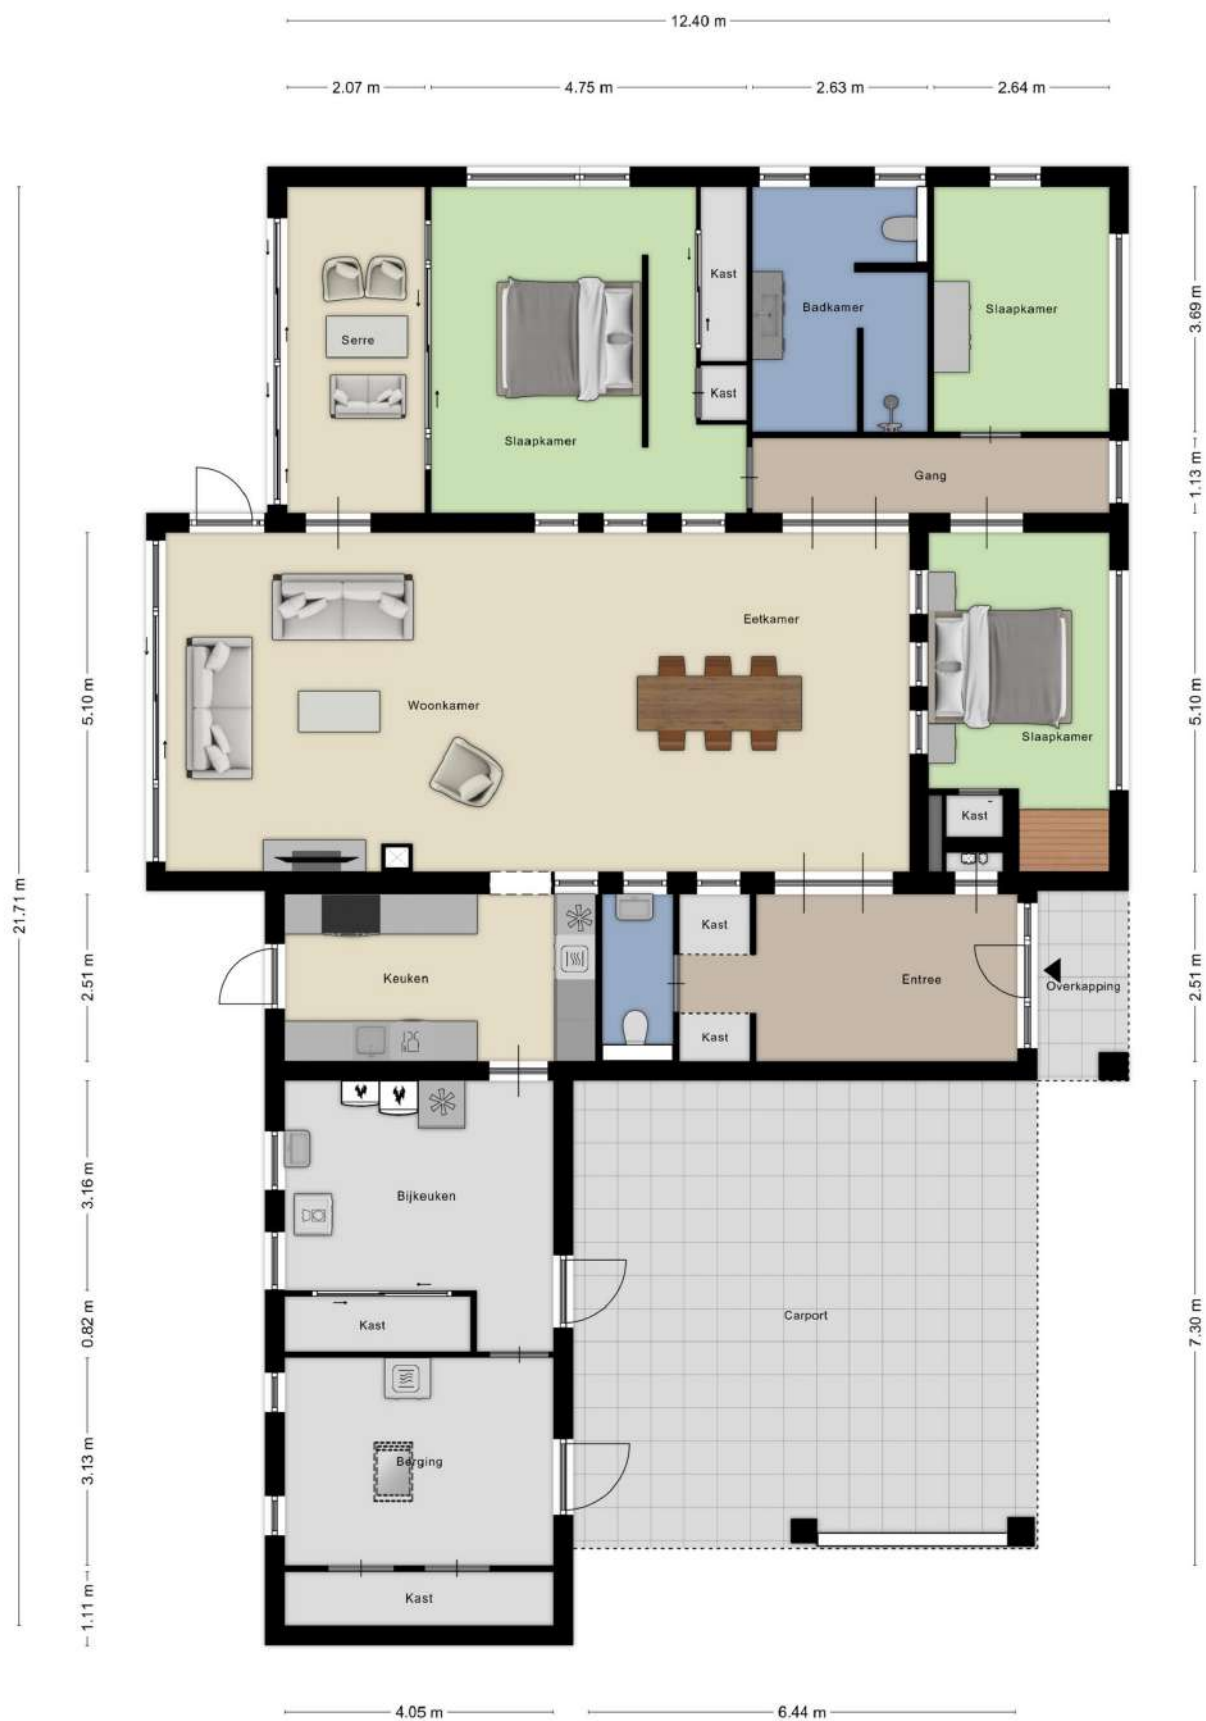 12.40 m
2.07 m
4.75 m
2.63 m
2.64 m
Kast
Badkamer
Slaapkamer
3.69 m
Serre
Kast
Slaapkamer
Gang
1.13 m
Eetkamer
5.10 m
Woonkamer
5.10 m
Slaapkamer
Kast
21.71 m
Kast
2.51 m
Keuken
Entree
Overkapping
2.51 m
Kast
3.16 m
Bijkeuken
0.82 m
Kast
Carport
7.30 m
3.13 m
Berging
1.11 m
Kast
4.05 m
6.44 m